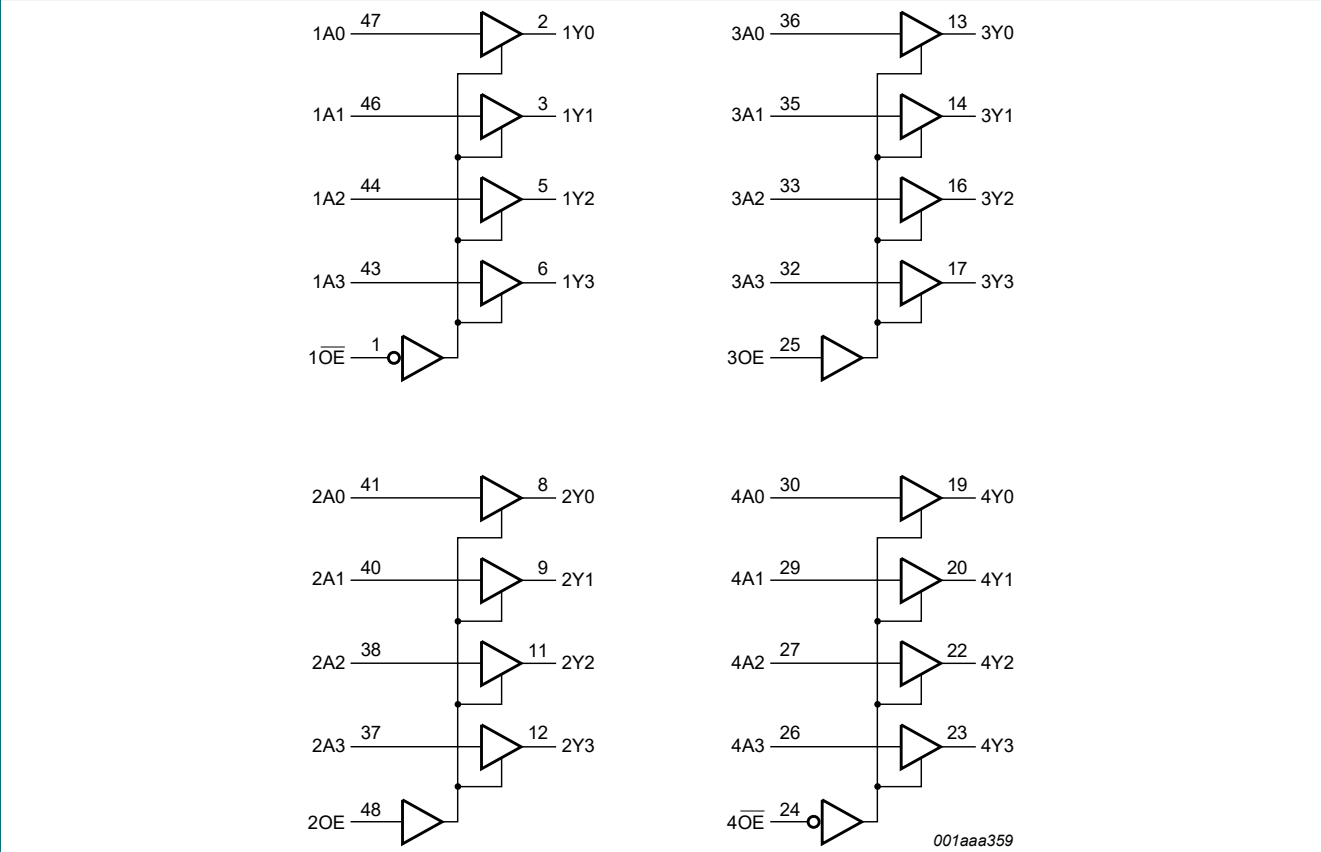 1A0 47 2 1Y0
1A1 46 3 1Y1
1A2 44 5 1Y2
1A3 43 6 1Y3
1O̅E̅ 1
3A0 36 13 3Y0
3A1 35 14 3Y1
3A2 33 16 3Y2
3A3 32 17 3Y3
3OE 25
2A0 41 8 2Y0
2A1 40 9 2Y1
2A2 38 11 2Y2
2A3 37 12 2Y3
2OE 48
4A0 30 19 4Y0
4A1 29 20 4Y1
4A2 27 22 4Y2
4A3 26 23 4Y3
4O̅E̅ 24
001aaa359